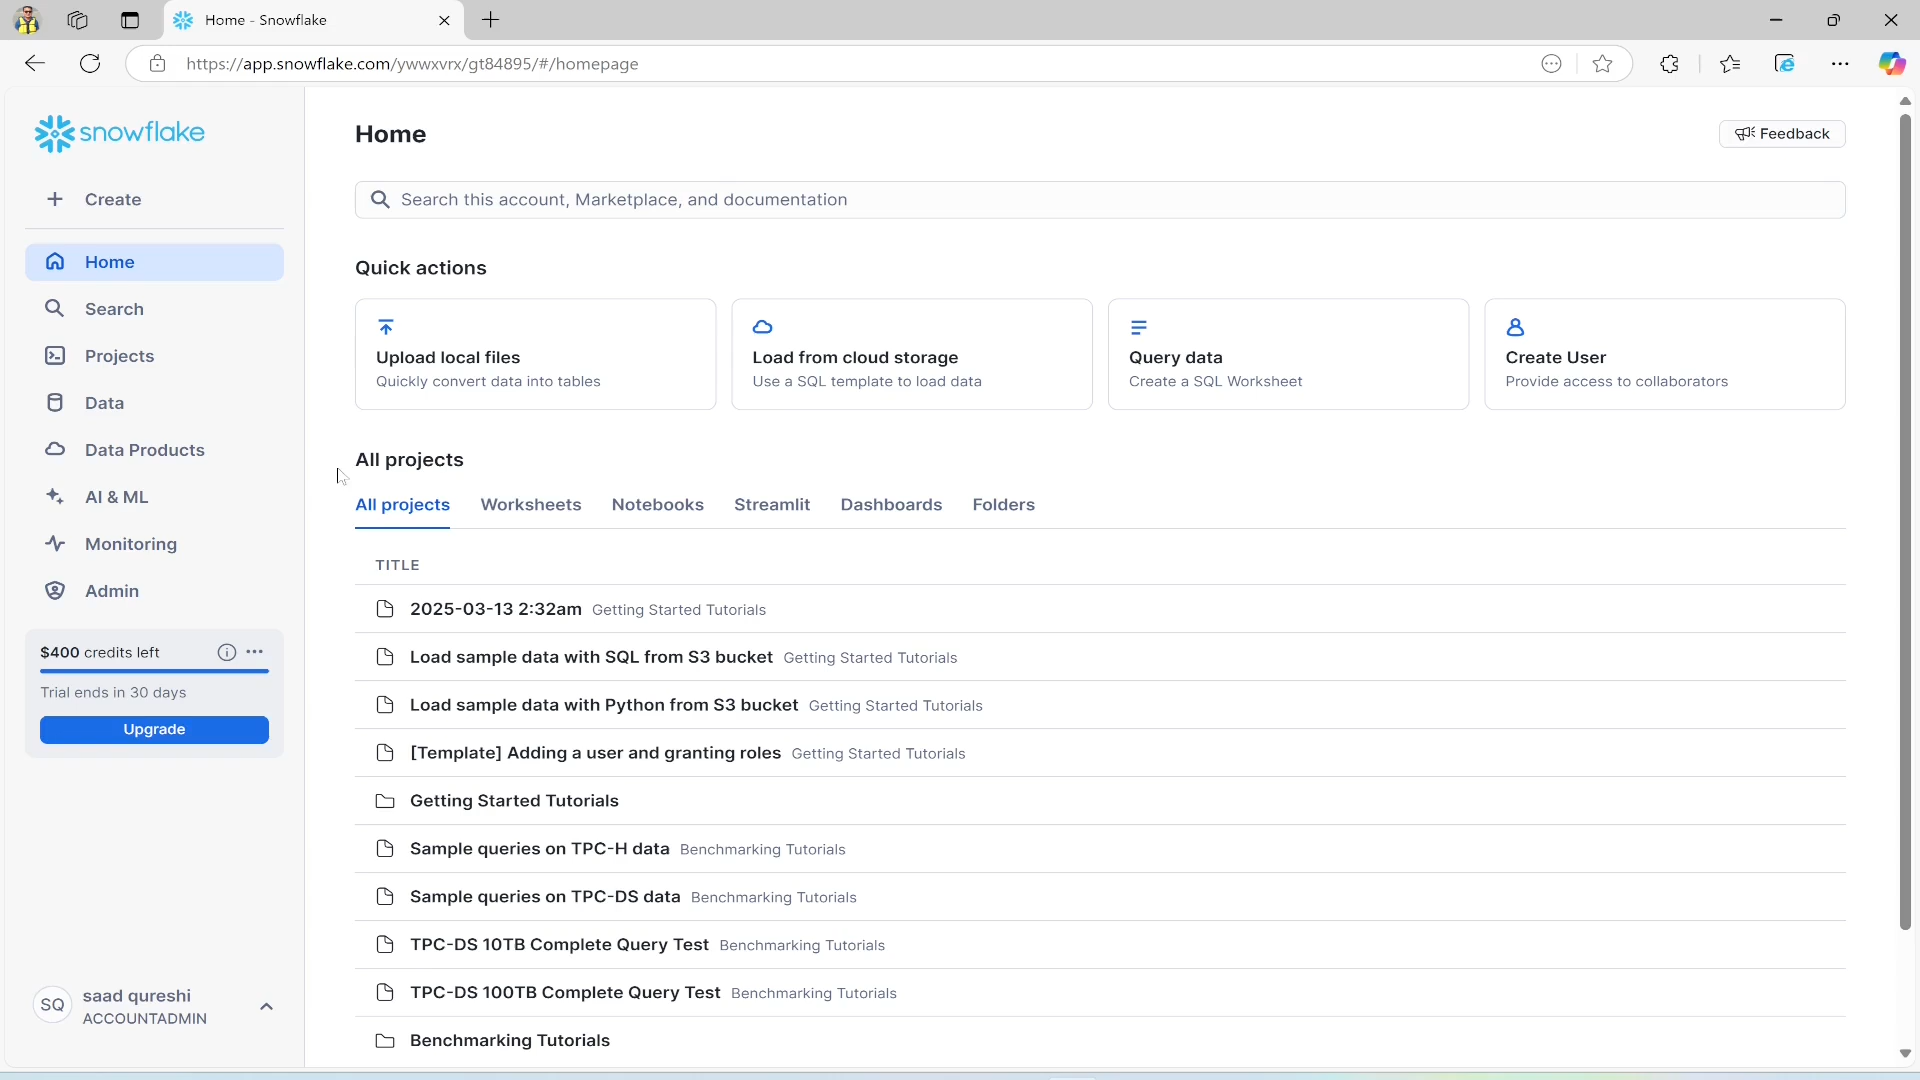 Home - Snowflake
https://app.snowflake.com/ywwxvrx/gt84895/#/homepage
snowflake
Create
Home
Search
Projects
Data
Data Products
AI & ML
Monitoring
Admin
$400 credits left
Trial ends in 30 days
Upgrade
SQ
saad qureshi
ACCOUNTADMIN
Home
Feedback
Search this account, Marketplace, and documentation
Quick actions
Upload local files
Quickly convert data into tables
Load from cloud storage
Use a SQL template to load data
Query data
Create a SQL Worksheet
Create User
Provide access to collaborators
All projects
All projects Worksheets Notebooks Streamlit Dashboards Folders
TITLE
2025-03-13 2:32am Getting Started Tutorials
Load sample data with SQL from S3 bucket Getting Started Tutorials
Load sample data with Python from S3 bucket Getting Started Tutorials
[Template] Adding a user and granting roles Getting Started Tutorials
Getting Started Tutorials
Sample queries on TPC-H data Benchmarking Tutorials
Sample queries on TPC-DS data Benchmarking Tutorials
TPC-DS 10TB Complete Query Test Benchmarking Tutorials
TPC-DS 100TB Complete Query Test Benchmarking Tutorials
Benchmarking Tutorials